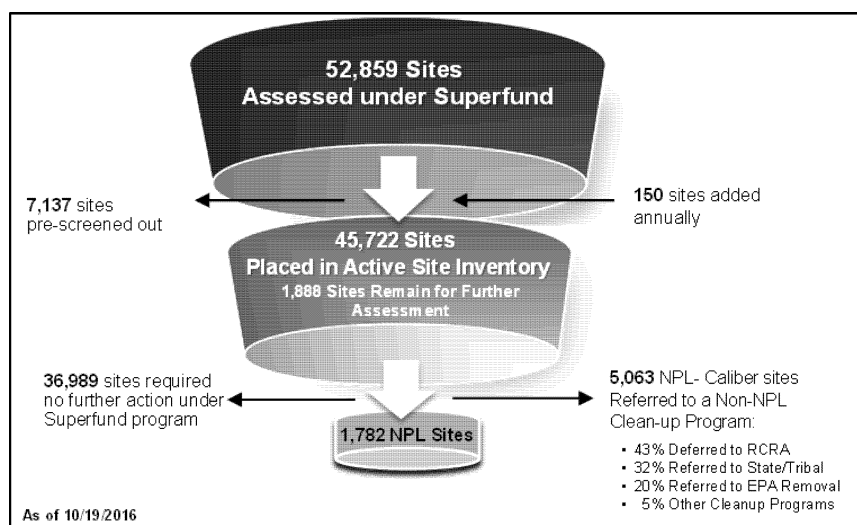 52,859 Sites
Assessed under Superfund
7,137 sites
pre-screened out
150 sites added
annually
45,722 Sites
Placed in Active Site Inventory
1,888 Sites Remain for Further
Assessment
36,989 sites required
no further action under
Superfund program
5,063 NPL- Caliber sites
Referred to a Non-NPL
Clean-up Program:
• 43% Deferred to RCRA
• 32% Referred to State/Tribal
• 20% Referred to EPA Removal
• 5% Other Cleanup Programs
1,782 NPL Sites
As of 10/19/2016